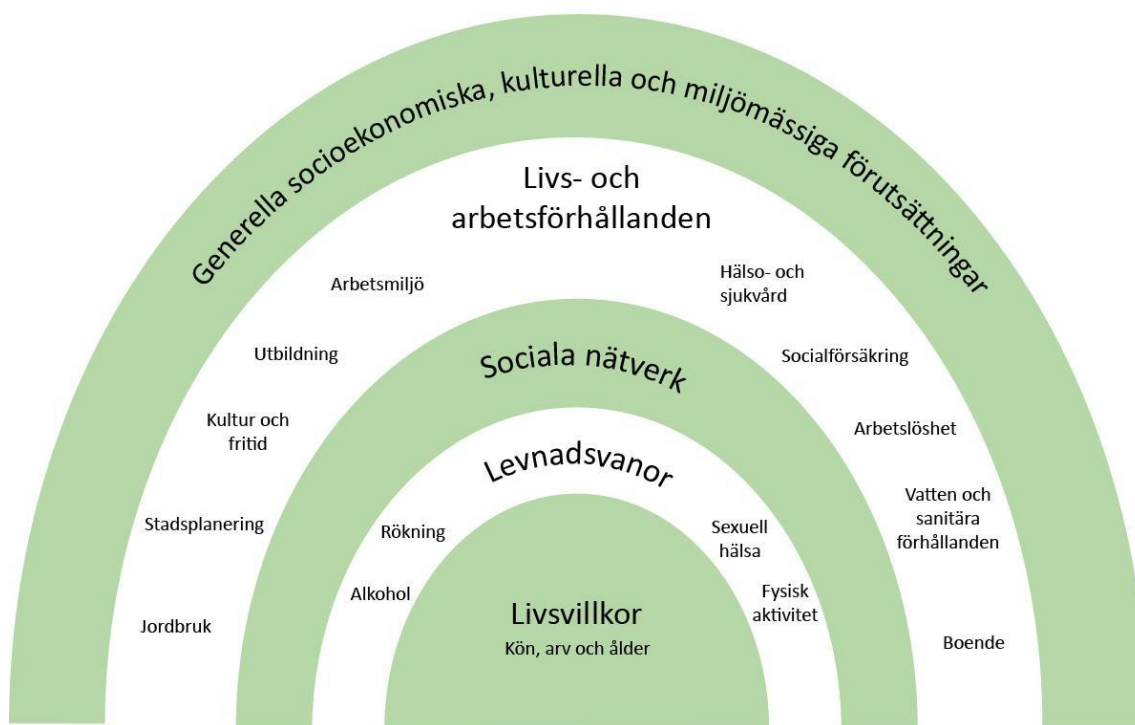 Generella socioekonomiska, kulturella och miljömässiga förutsättningar
Livs- och
arbetsförhållanden
Arbetsmiljö
Hälso- och
sjukvård
Utbildning
Socialförsäkring
Kultur och
fritid
Arbetslöshet
Stadsplanering
Vatten och
sanitära
förhållanden
Jordbruk
Boende
Sociala nätverk
Levnadsvanor
Rökning
Sexuell
hälsa
Alkohol
Fysisk
aktivitet
Livsvillkor
Kön, arv och ålder